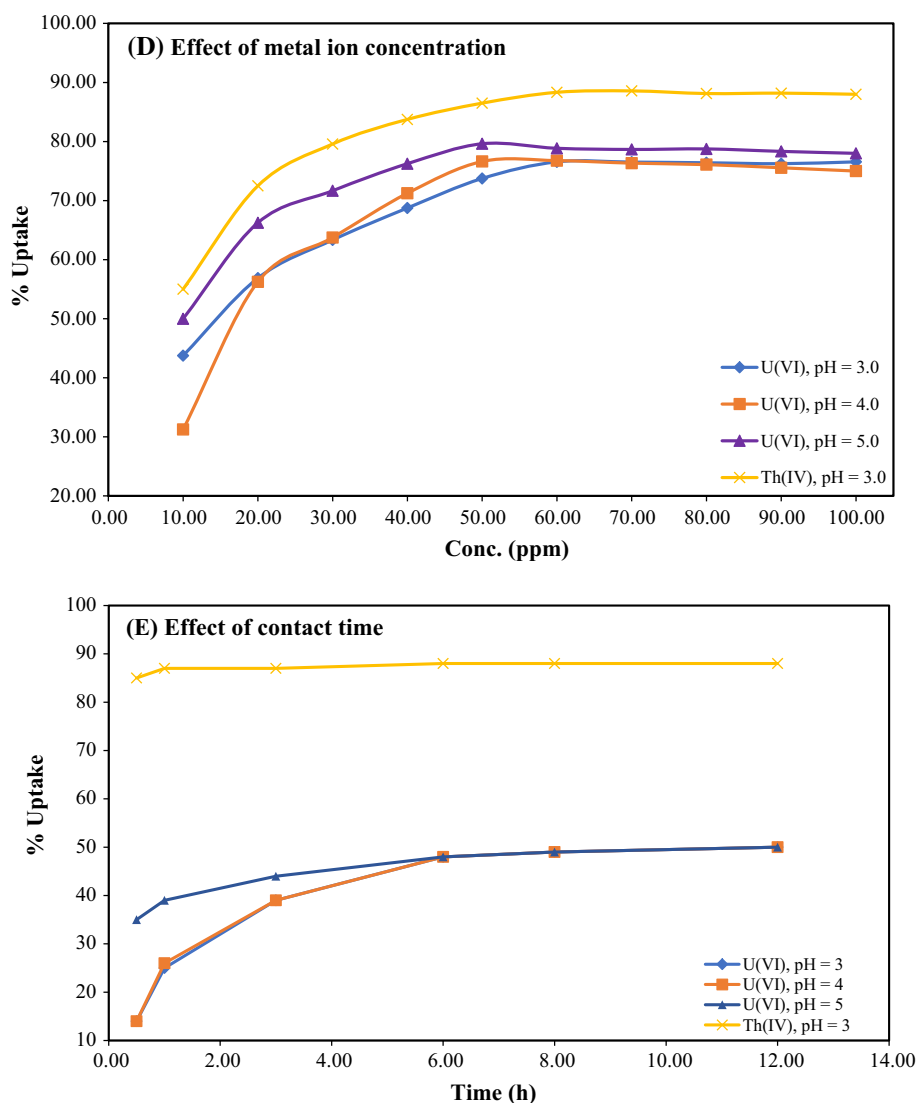 (D) Effect of metal ion concentration
100.00
90.00
80.00
70.00
60.00
50.00
40.00
30.00
20.00
% Uptake
0.00 10.00 20.00 30.00 40.00 50.00 60.00 70.00 80.00 90.00 100.00
Conc. (ppm)
U(VI), pH = 3.0
U(VI), pH = 4.0
U(VI), pH = 5.0
Th(IV), pH = 3.0
(E) Effect of contact time
100
90
80
70
60
50
40
30
20
10
% Uptake
0.00 2.00 4.00 6.00 8.00 10.00 12.00 14.00
Time (h)
U(VI), pH = 3
U(VI), pH = 4
U(VI), pH = 5
Th(IV), pH = 3